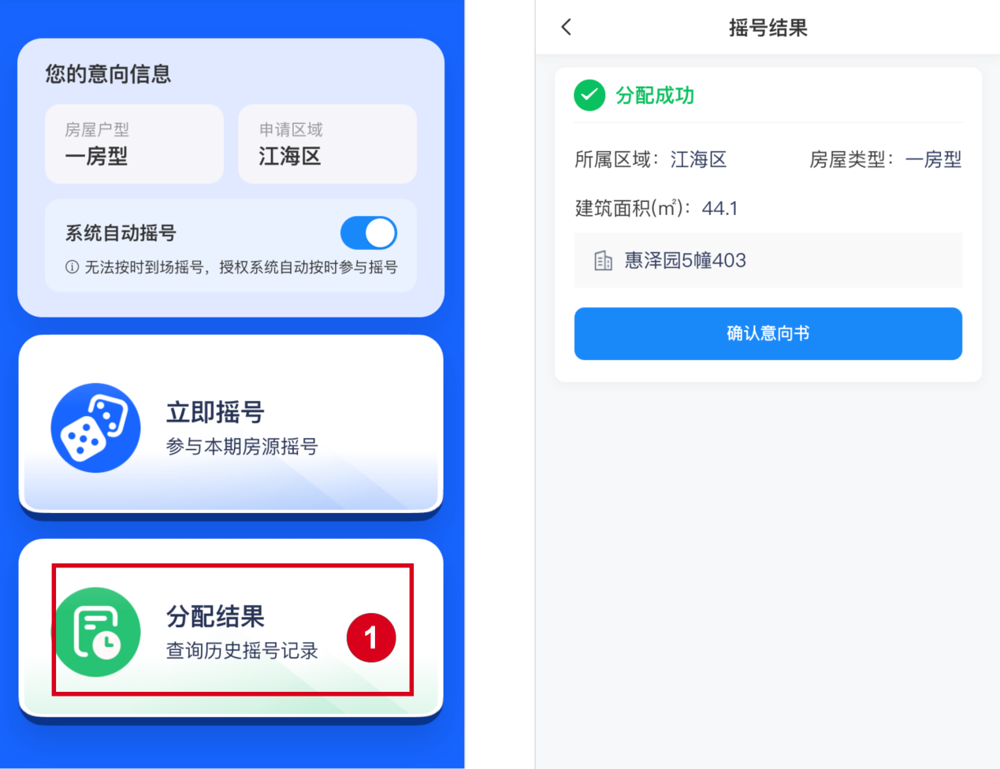 您的意向信息
房屋户型
一房型
申请区域
江海区
系统自动摇号
无法按时到场摇号，授权系统自动按时参与摇号
立即摇号
参与本期房源摇号
分配结果
查询历史摇号记录
1
摇号结果
分配成功
所属区域：江海区
房屋类型：一房型
建筑面积(㎡)：44.1
惠泽园5幢403
确认意向书